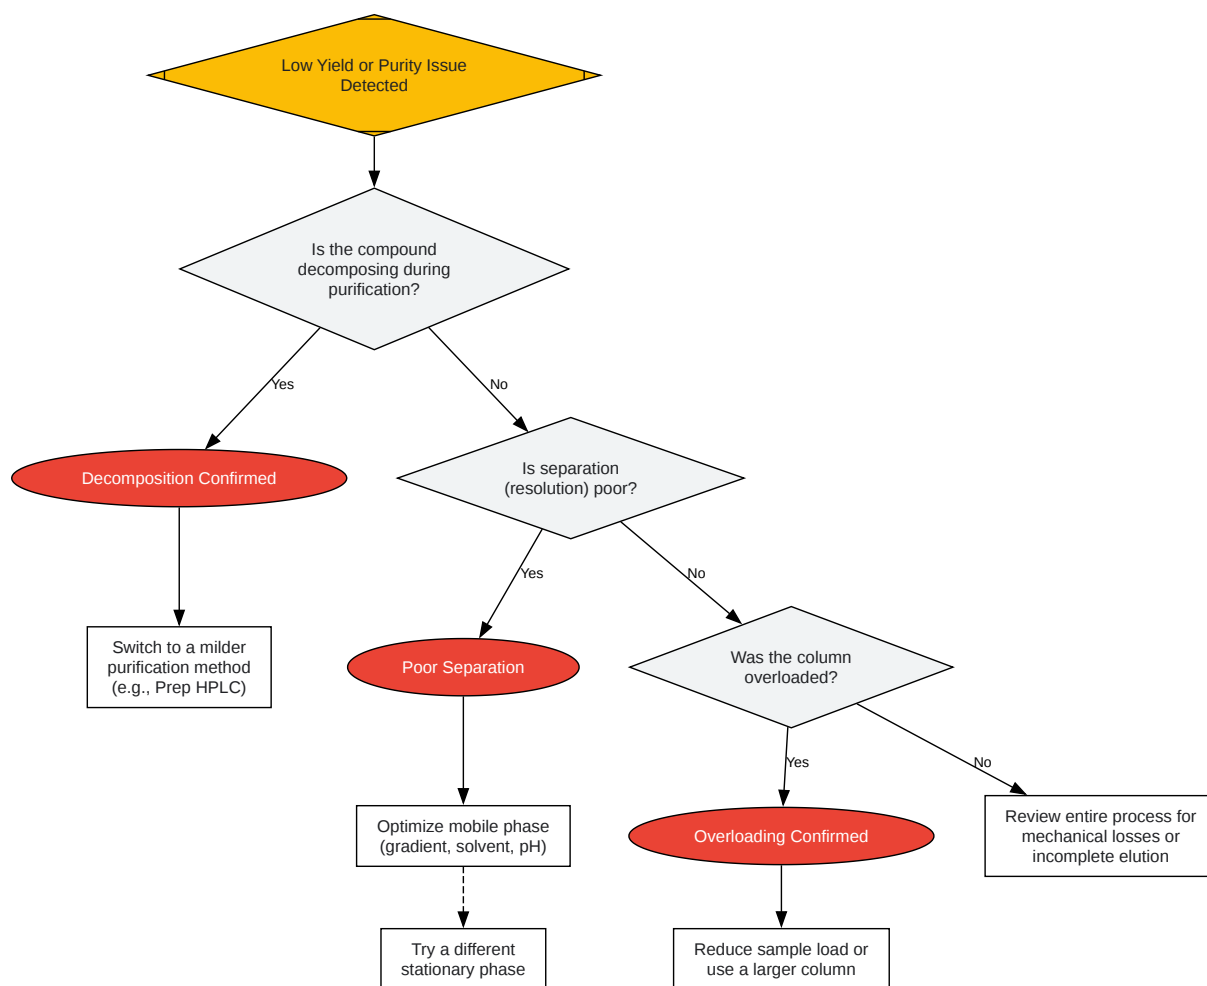 Low Yield or Purity Issue
Detected
Is the compound
decomposing during
purification?
Yes
No
Decomposition Confirmed
Is separation
(resolution) poor?
Yes
No
Switch to a milder
purification method
(e.g., Prep HPLC)
Poor Separation
Was the column
overloaded?
Yes
No
Optimize mobile phase
(gradient, solvent, pH)
Overloading Confirmed
Review entire process for
mechanical losses or
incomplete elution
Try a different
stationary phase
Reduce sample load or
use a larger column